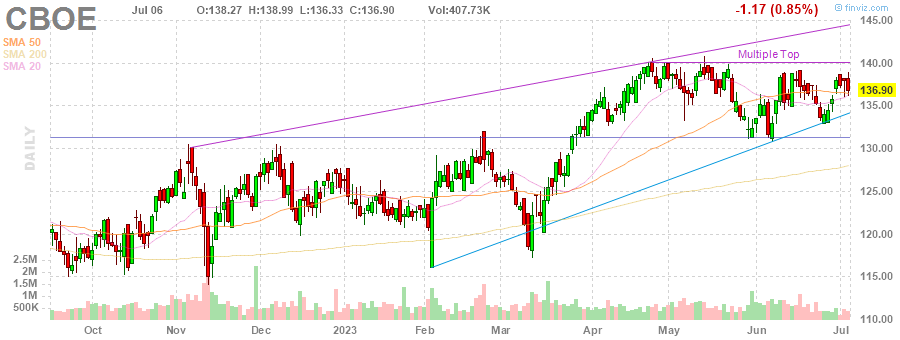 CBOE
Jul 06 O:138.27 H:138.99 L:136.33 C:136.90 Vol:407.73K -1.17 (0.85%)
© finviz.com
SMA 50
SMA 200
SMA 20
DAILY
Multiple Top
145.00
140.00
136.90
135.00
130.00
125.00
120.00
115.00
110.00
2.5M
2M
1.5M
1M
500K
Oct Nov Dec 2023 Feb Mar Apr May Jun Jul